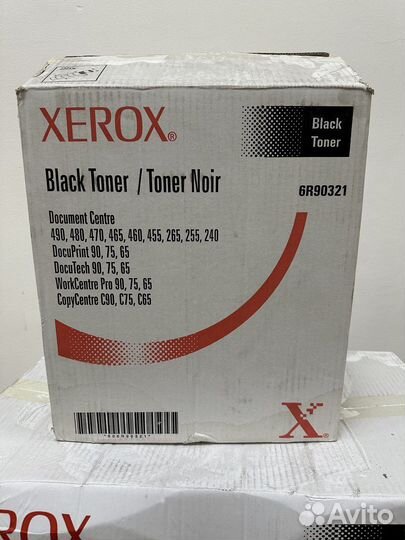 XEROX®
Black
Toner
Black Toner / Toner Noir
6R90321
Document Centre
490, 480, 470, 465, 460, 455, 265, 255, 240
DocuPrint 90, 75, 65
DocuTech 90, 75, 65
WorkCentre Pro 90, 75, 65
CopyCentre C90, C75, C65
X
XEROX
Avito